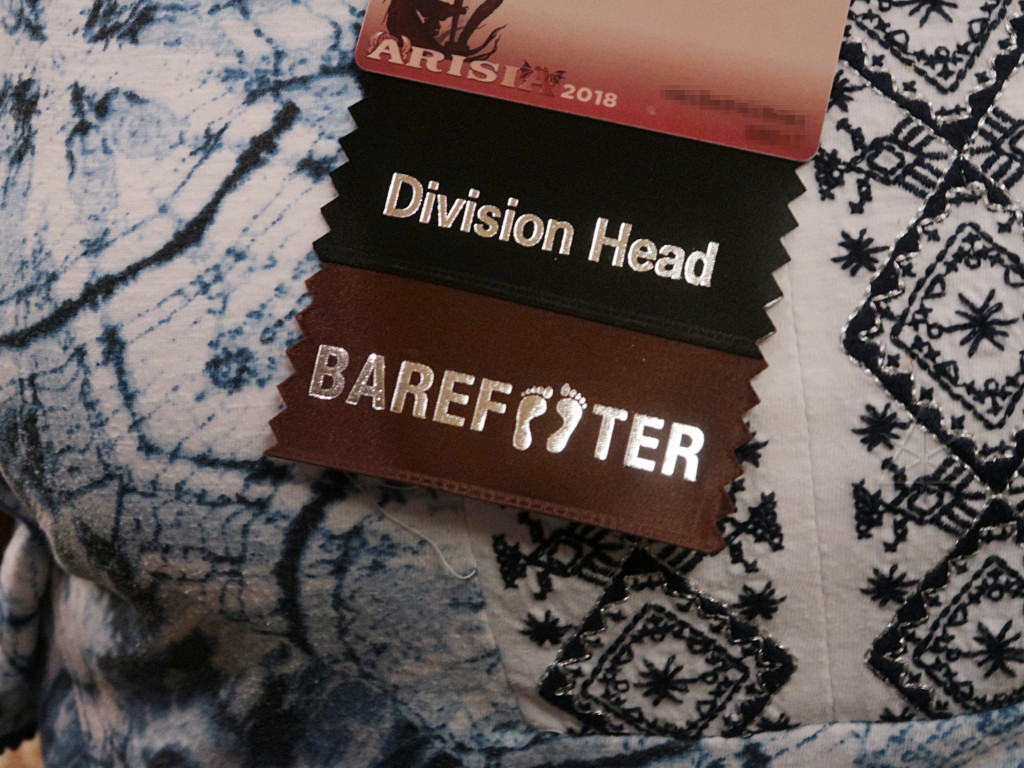 ARISIA 2018
Division Head
BAREFOOTER